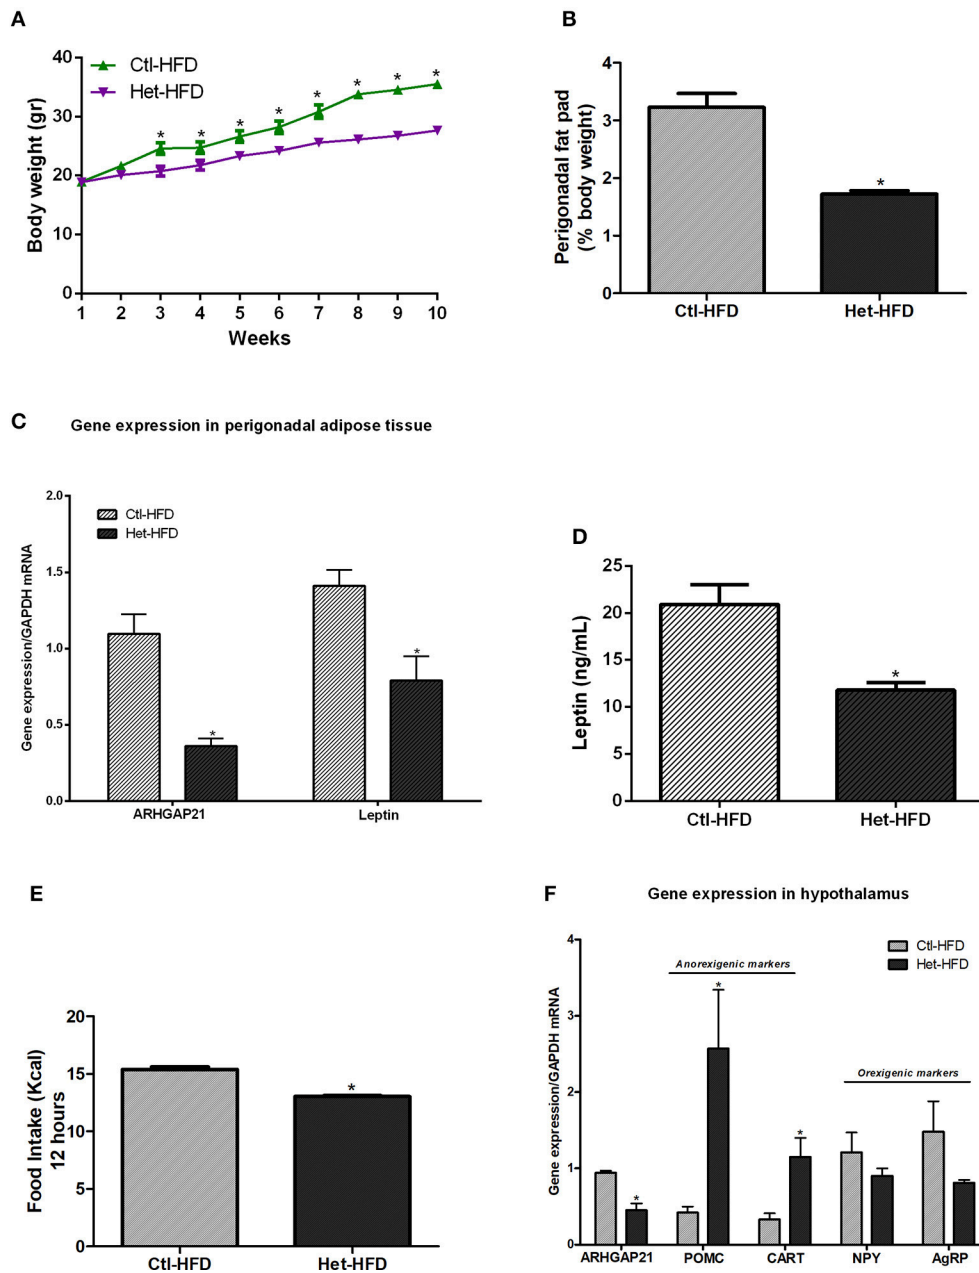 A
Body weight (gr)
40
30
20
10
0
Ctl-HFD
Het-HFD
* * * * * * * *
1 2 3 4 5 6 7 8 9 10
Weeks
B
Perigonadal fat pad
(% body weight)
4
3
2
1
0
*
Ctl-HFD Het-HFD
C
Gene expression in perigonadal adipose tissue
Gene expression/GAPDH mRNA
2.0
1.5
1.0
0.5
0.0
Ctl-HFD
Het-HFD
* *
ARHGAP21 Leptin
D
Leptin (ng/mL)
25
20
15
10
5
0
*
Ctl-HFD Het-HFD
E
Food Intake (Kcal)
12 hours
20
15
10
5
0
*
Ctl-HFD Het-HFD
F
Gene expression in hypothalamus
Gene expression/GAPDH mRNA
4
3
2
1
0
Ctl-HFD
Het-HFD
Anorexigenic markers
Orexigenic markers
* * *
ARHGAP21 POMC CART NPY AgRP